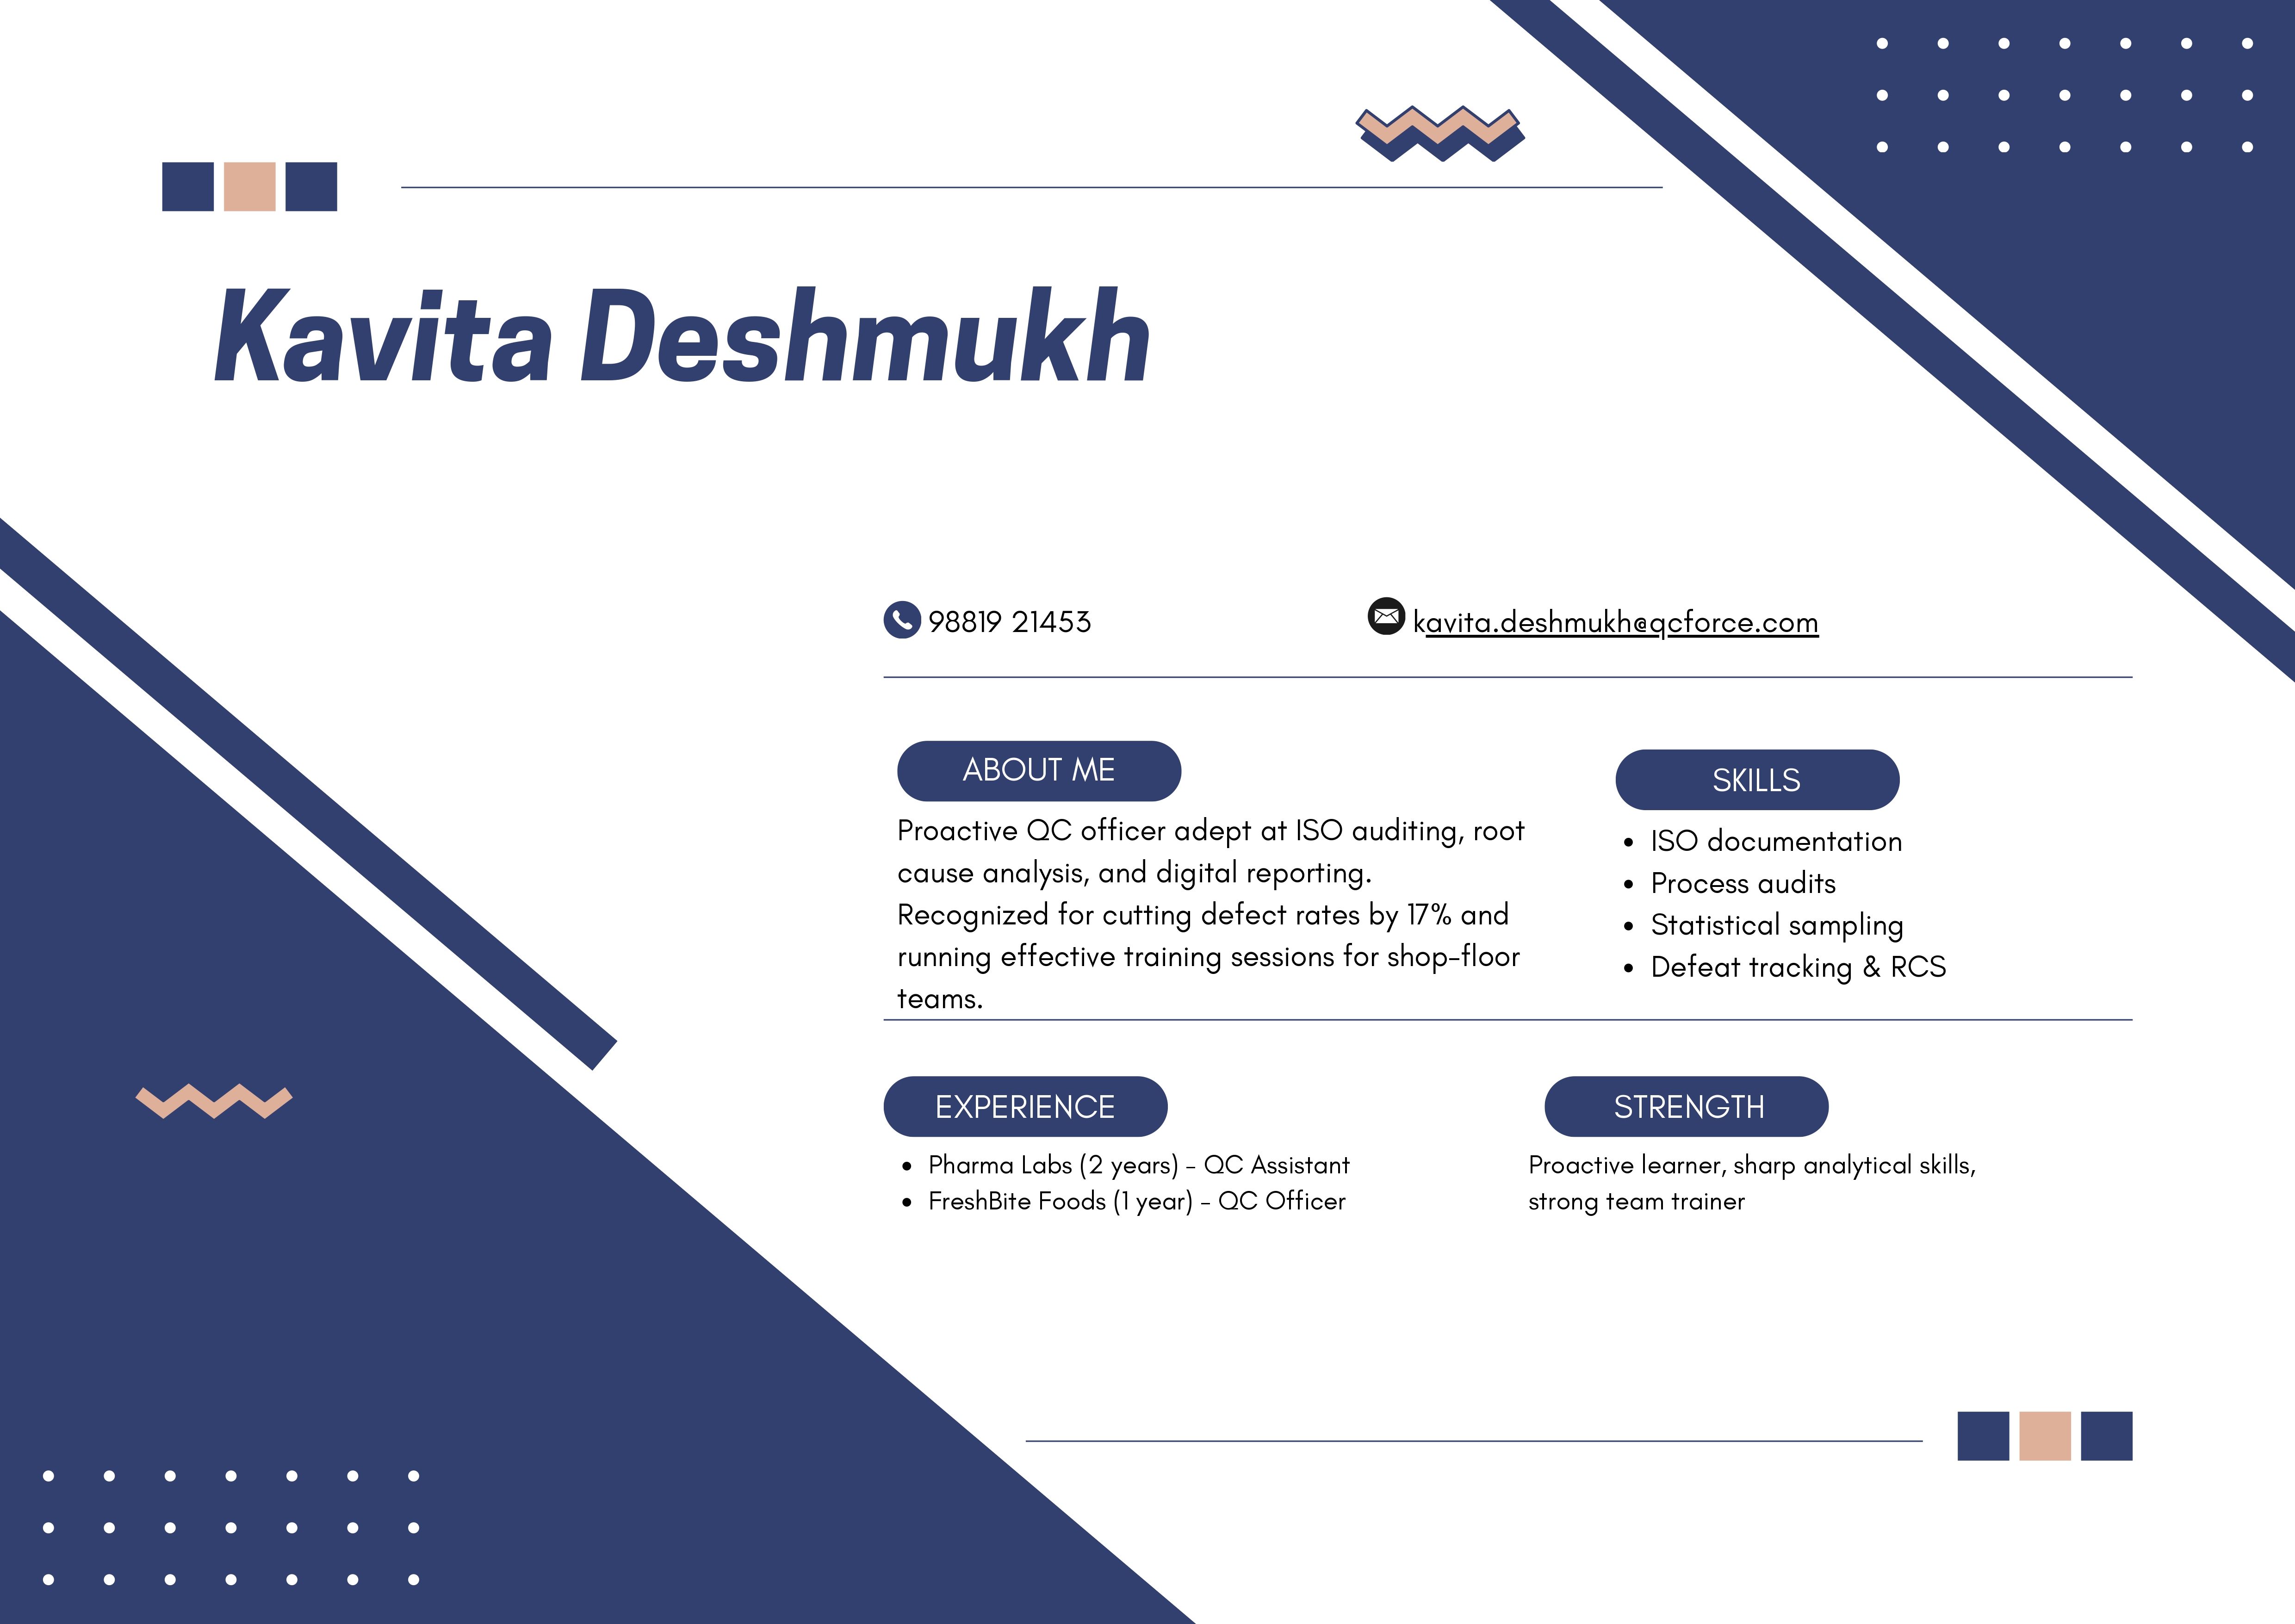 Kavita Deshmukh
98819 21453
kavita.deshmukh@qcforce.com
ABOUT ME
Proactive QC officer adept at ISO auditing, root
cause analysis, and digital reporting.
Recognized for cutting defect rates by 17% and
running effective training sessions for shop-floor
teams.
SKILLS
• ISO documentation
• Process audits
• Statistical sampling
• Defeat tracking & RCS
EXPERIENCE
• Pharma Labs (2 years) – QC Assistant
• FreshBite Foods (1 year) – QC Officer
STRENGTH
Proactive learner, sharp analytical skills,
strong team trainer